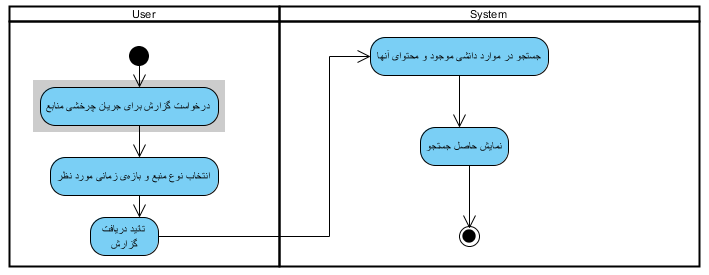 User
System
درخواست گزارش برای جریان چرخشی منابع
انتخاب نوع منبع و بازه‌ی زمانی مورد نظر
تائید دریافت
گزارش
جستجو در موارد دانشی موجود و محتوای آنها
نمایش حاصل جستجو